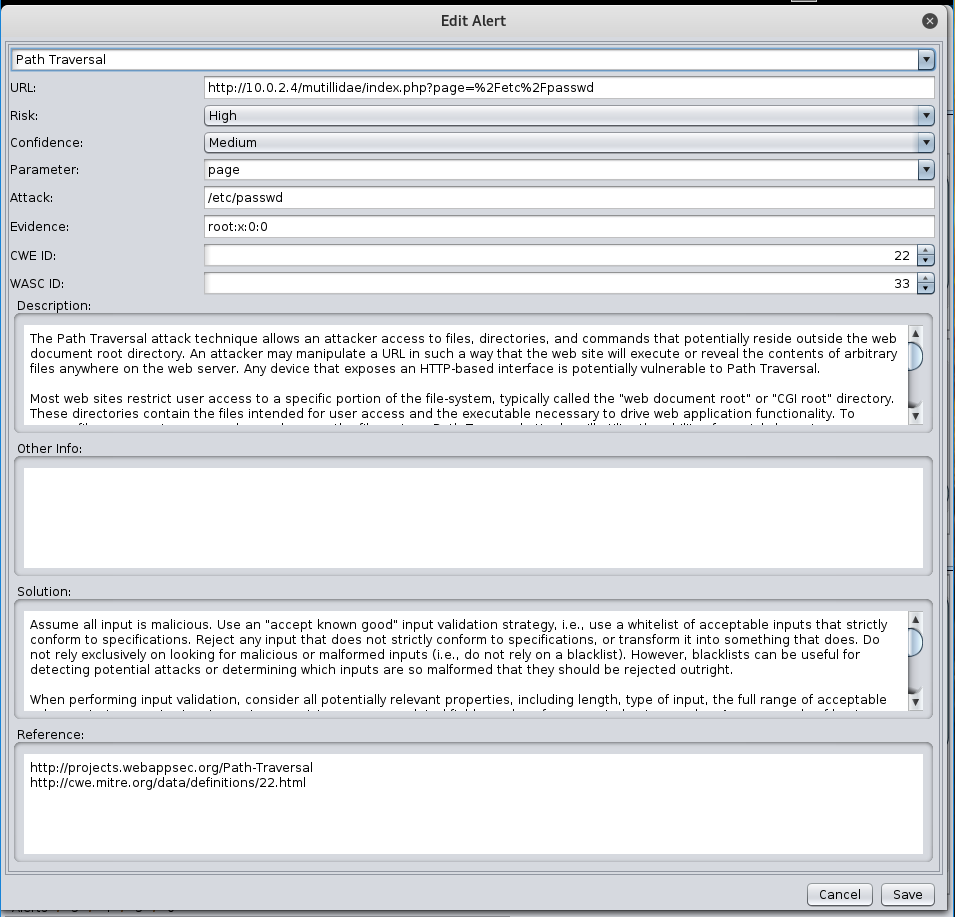 Edit Alert
Path Traversal
URL: http://10.0.2.4/mutillidae/index.php?page=%2Fetc%2Fpasswd
Risk: High
Confidence: Medium
Parameter: page
Attack: /etc/passwd
Evidence: root:x:0:0
CWE ID: 22
WASC ID: 33
Description:
The Path Traversal attack technique allows an attacker access to files, directories, and commands that potentially reside outside the web
document root directory. An attacker may manipulate a URL in such a way that the web site will execute or reveal the contents of arbitrary
files anywhere on the web server. Any device that exposes an HTTP-based interface is potentially vulnerable to Path Traversal.
Most web sites restrict user access to a specific portion of the file-system, typically called the "web document root" or "CGI root" directory.
These directories contain the files intended for user access and the executable necessary to drive web application functionality. To
Other Info:
Solution:
Assume all input is malicious. Use an "accept known good" input validation strategy, i.e., use a whitelist of acceptable inputs that strictly
conform to specifications. Reject any input that does not strictly conform to specifications, or transform it into something that does. Do
not rely exclusively on looking for malicious or malformed inputs (i.e., do not rely on a blacklist). However, blacklists can be useful for
detecting potential attacks or determining which inputs are so malformed that they should be rejected outright.
When performing input validation, consider all potentially relevant properties, including length, type of input, the full range of acceptable
Reference:
http://projects.webappsec.org/Path-Traversal
http://cwe.mitre.org/data/definitions/22.html
Cancel Save